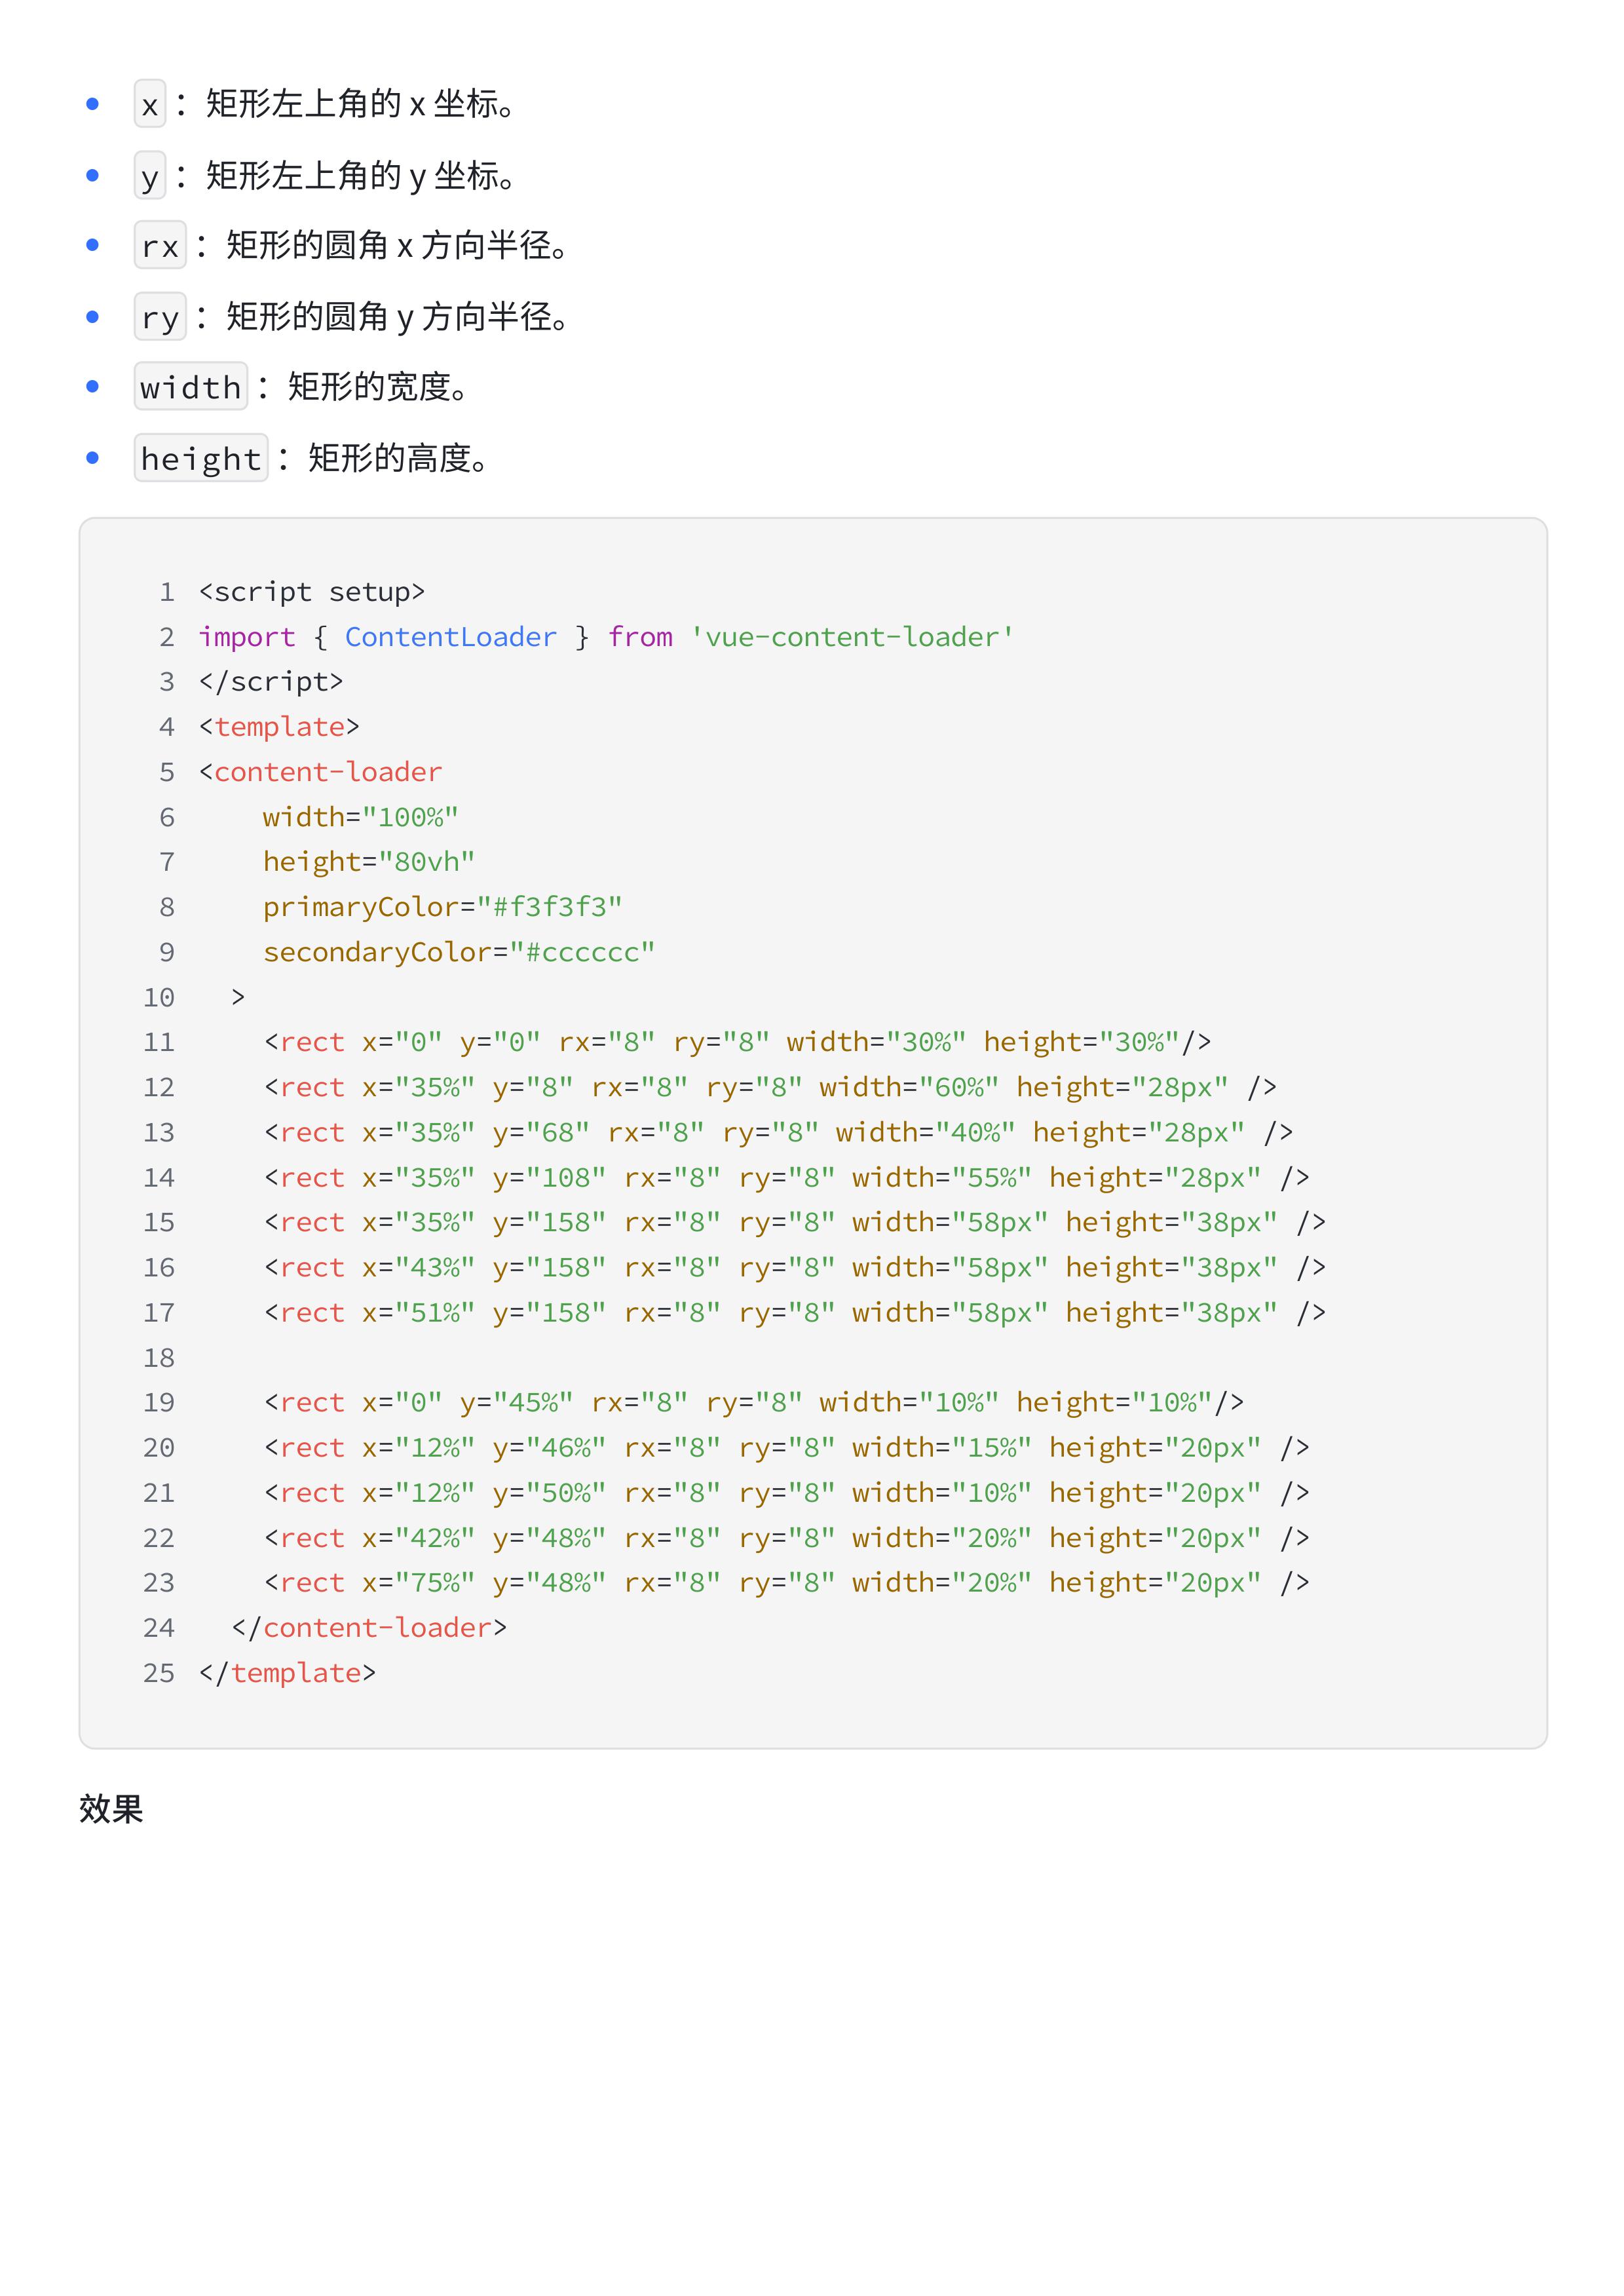 x：矩形左上角的 x 坐标。
y：矩形左上角的 y 坐标。
rx：矩形的圆角 x 方向半径。
ry：矩形的圆角 y 方向半径。
width：矩形的宽度。
height：矩形的高度。
1 <script setup>
2 import { ContentLoader } from 'vue-content-loader'
3 </script>
4 <template>
5 <content-loader
6     width="100%"
7     height="80vh"
8     primaryColor="#f3f3f3"
9     secondaryColor="#cccccc"
10   >
11     <rect x="0" y="0" rx="8" ry="8" width="30%" height="30%"/>
12     <rect x="35%" y="8" rx="8" ry="8" width="60%" height="28px" />
13     <rect x="35%" y="68" rx="8" ry="8" width="40%" height="28px" />
14     <rect x="35%" y="108" rx="8" ry="8" width="55%" height="28px" />
15     <rect x="35%" y="158" rx="8" ry="8" width="58px" height="38px" />
16     <rect x="43%" y="158" rx="8" ry="8" width="58px" height="38px" />
17     <rect x="51%" y="158" rx="8" ry="8" width="58px" height="38px" />
18
19     <rect x="0" y="45%" rx="8" ry="8" width="10%" height="10%"/>
20     <rect x="12%" y="46%" rx="8" ry="8" width="15%" height="20px" />
21     <rect x="12%" y="50%" rx="8" ry="8" width="10%" height="20px" />
22     <rect x="42%" y="48%" rx="8" ry="8" width="20%" height="20px" />
23     <rect x="75%" y="48%" rx="8" ry="8" width="20%" height="20px" />
24   </content-loader>
25 </template>
效果